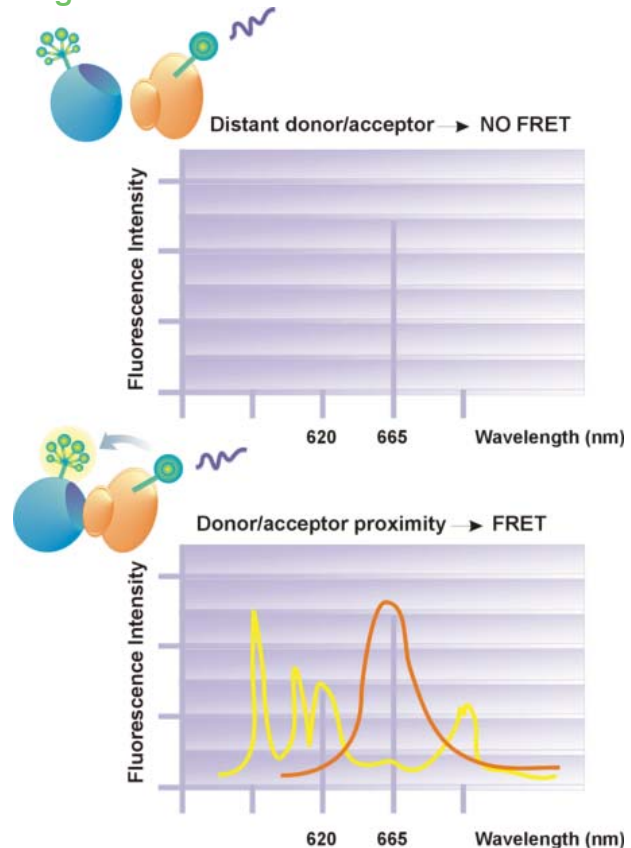 Distant donor/acceptor → NO FRET
Fluorescence Intensity
620 665 Wavelength (nm)
Donor/acceptor proximity → FRET
Fluorescence Intensity
620 665 Wavelength (nm)